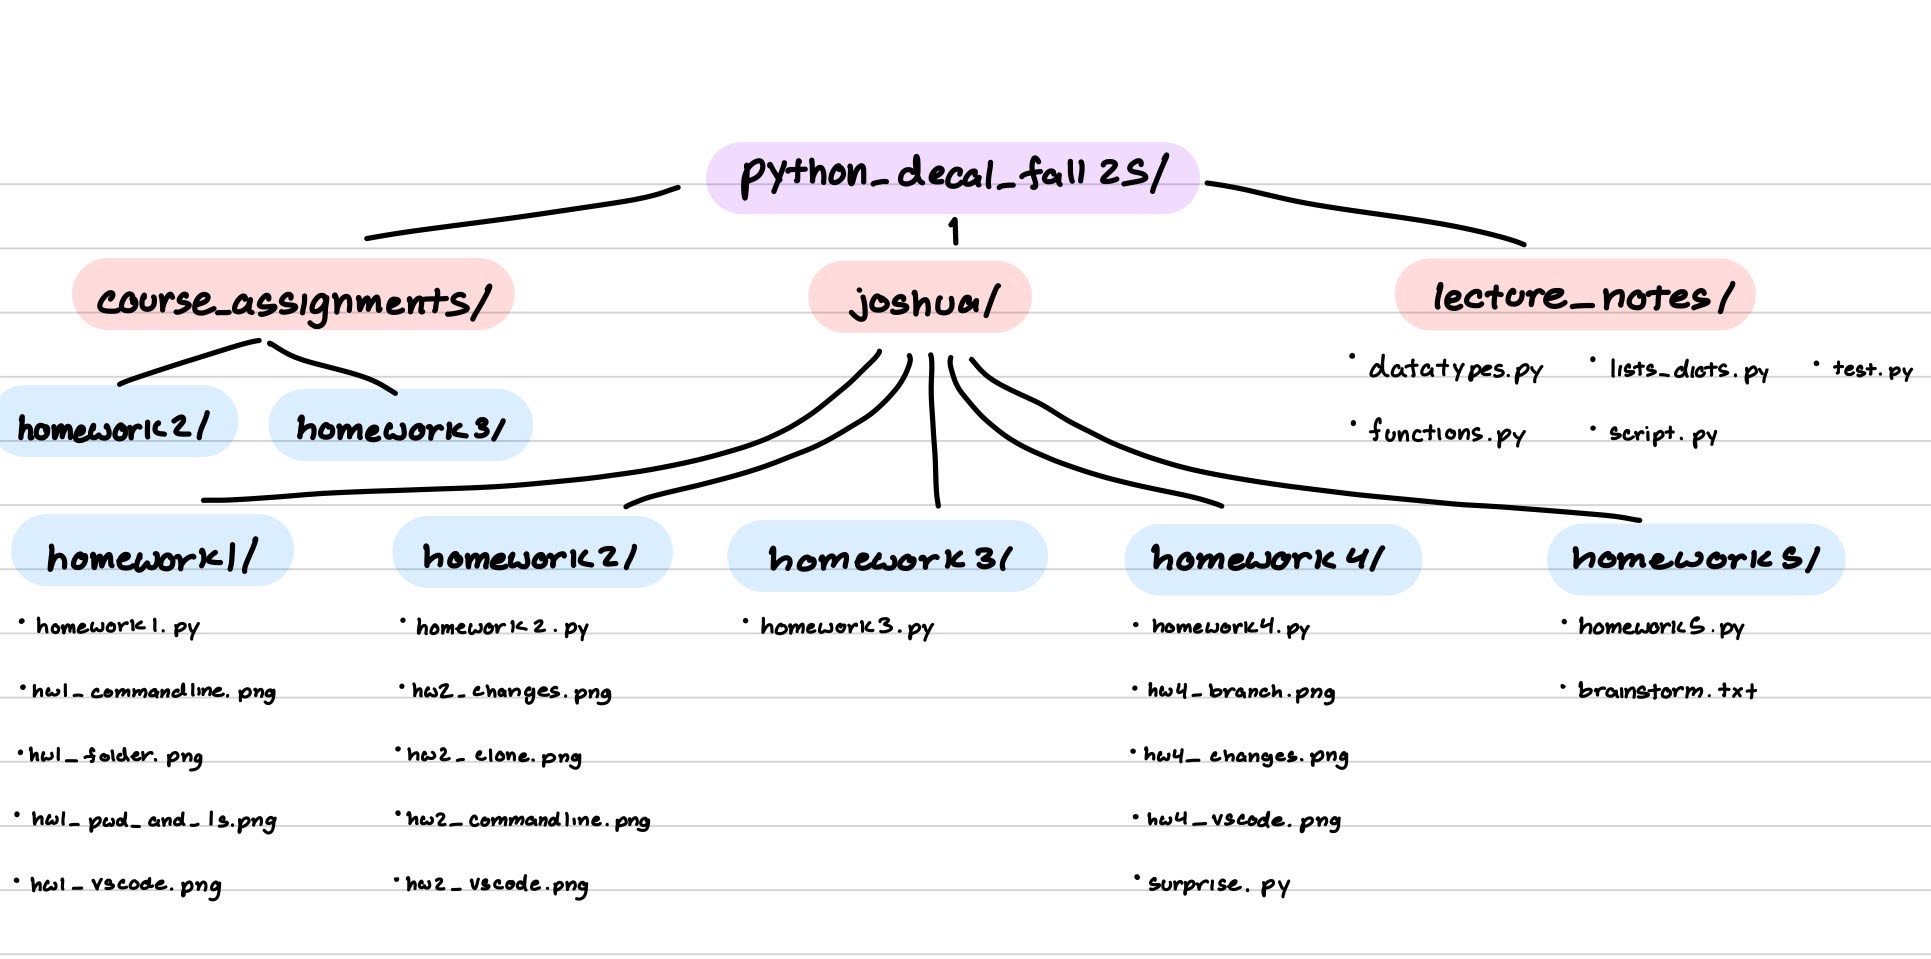 python_decal_fall 25/
course_assignments/ joshua/ lecture_notes/
• datatypes.py • lists_dicts.py • test.py
homework2/ homework3/
• functions.py • script.py
homework1/ homework2/ homework3/ homework4/ homework5/
• homework1.py • homework2.py • homework3.py • homework4.py • homework5.py
• hw1_commandline.png • hw2_changes.png • hw4_branch.png • brainstorm.txt
• hw1_folder.png • hw2_clone.png • hw4_changes.png
• hw1_pwd_and_ls.png • hw2_commandline.png • hw4_vscode.png
• hw1_vscode.png • hw2_vscode.png • surprise.py